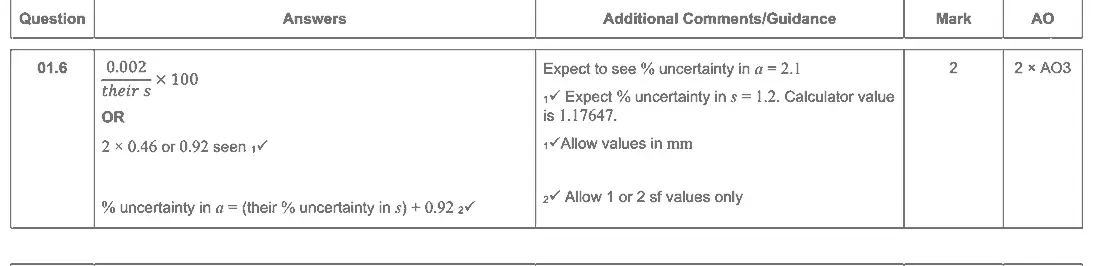 Question Answers Additional Comments/Guidance Mark AO
01.6 0.002 / their s × 100 Expect to see % uncertainty in a = 2.1 2 2 × AO3
1✓ Expect % uncertainty in s = 1.2. Calculator value
is 1.17647.
OR
2 × 0.46 or 0.92 seen 1✓ 1✓Allow values in mm
2✓ Allow 1 or 2 sf values only
% uncertainty in a = (their % uncertainty in s) + 0.92 2✓